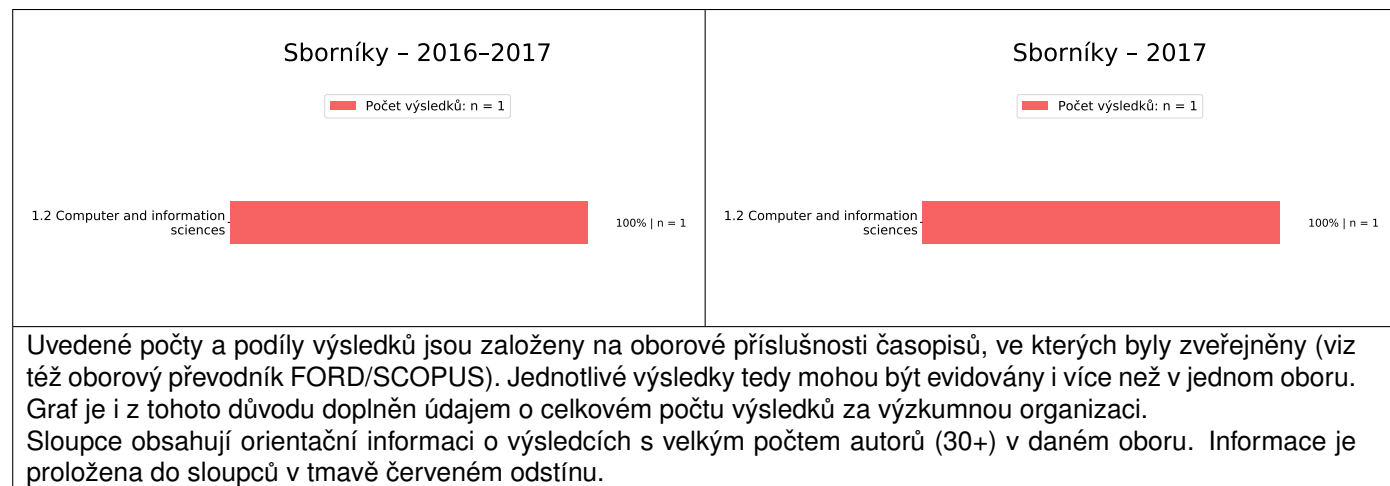 Sborníky – 2016–2017
Počet výsledků: n = 1
1.2 Computer and information
sciences
100% | n = 1
Sborníky – 2017
Počet výsledků: n = 1
1.2 Computer and information
sciences
100% | n = 1
Uvedené počty a podíly výsledků jsou založeny na oborové příslušnosti časopisů, ve kterých byly zveřejněny (viz
též oborový převodník FORD/SCOPUS). Jednotlivé výsledky tedy mohou být evidovány i více než v jednom oboru.
Graf je i z tohoto důvodu doplněn údajem o celkovém počtu výsledků za výzkumnou organizaci.
Sloupce obsahují orientační informaci o výsledcích s velkým počtem autorů (30+) v daném oboru. Informace je
proložena do sloupců v tmavě červeném odstínu.